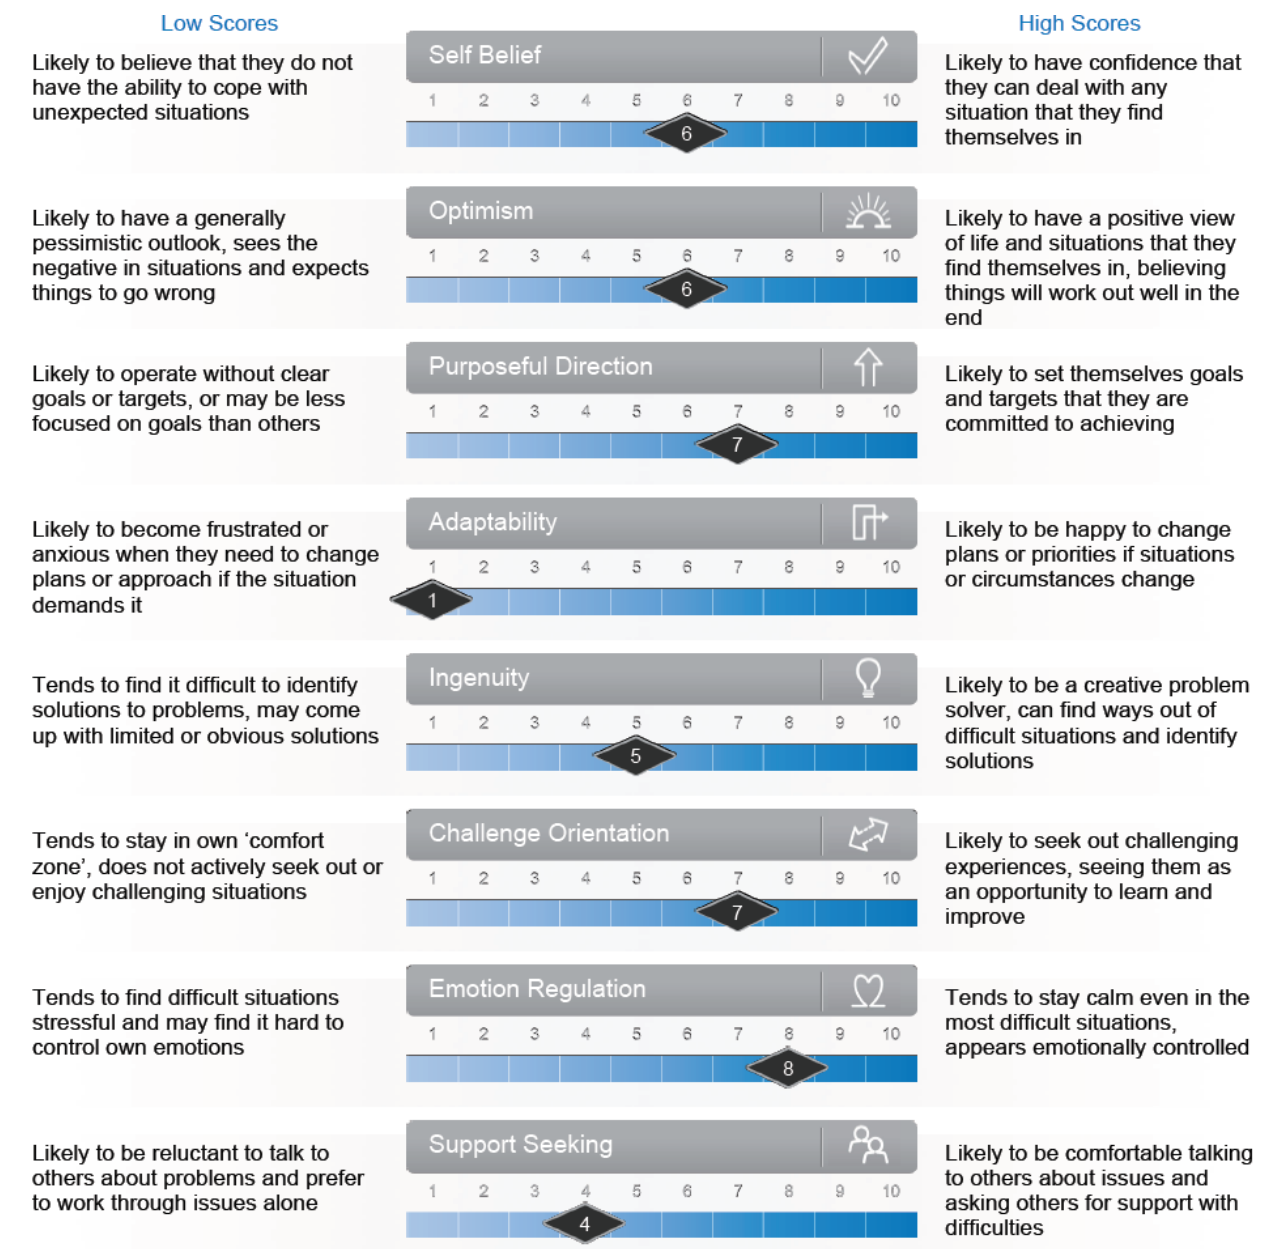 Low Scores
High Scores
Likely to believe that they do not
have the ability to cope with
unexpected situations
Self Belief
1 2 3 4 5 6 7 8 9 10
6
Likely to have confidence that
they can deal with any
situation that they find
themselves in
Likely to have a generally
pessimistic outlook, sees the
negative in situations and expects
things to go wrong
Optimism
1 2 3 4 5 6 7 8 9 10
6
Likely to have a positive view
of life and situations that they
find themselves in, believing
things will work out well in the
end
Likely to operate without clear
goals or targets, or may be less
focused on goals than others
Purposeful Direction
1 2 3 4 5 6 7 8 9 10
7
Likely to set themselves goals
and targets that they are
committed to achieving
Likely to become frustrated or
anxious when they need to change
plans or approach if the situation
demands it
Adaptability
1 2 3 4 5 6 7 8 9 10
1
Likely to be happy to change
plans or priorities if situations
or circumstances change
Tends to find it difficult to identify
solutions to problems, may come
up with limited or obvious solutions
Ingenuity
1 2 3 4 5 6 7 8 9 10
5
Likely to be a creative problem
solver, can find ways out of
difficult situations and identify
solutions
Tends to stay in own ‘comfort
zone’, does not actively seek out or
enjoy challenging situations
Challenge Orientation
1 2 3 4 5 6 7 8 9 10
7
Likely to seek out challenging
experiences, seeing them as
an opportunity to learn and
improve
Tends to find difficult situations
stressful and may find it hard to
control own emotions
Emotion Regulation
1 2 3 4 5 6 7 8 9 10
8
Tends to stay calm even in the
most difficult situations,
appears emotionally controlled
Likely to be reluctant to talk to
others about problems and prefer
to work through issues alone
Support Seeking
1 2 3 4 5 6 7 8 9 10
4
Likely to be comfortable talking
to others about issues and
asking others for support with
difficulties